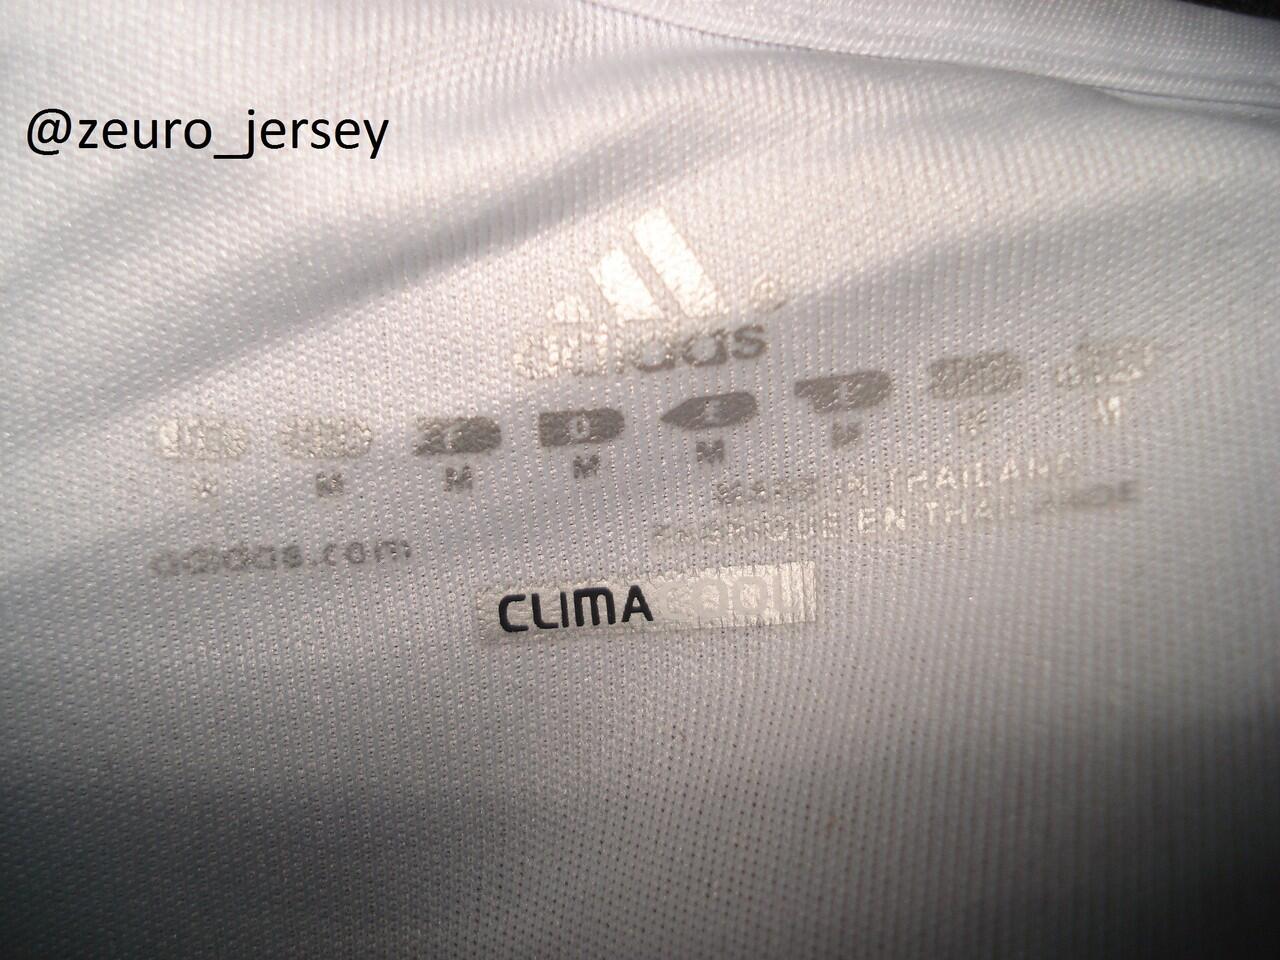 @zeuro_jersey
adidas
D
M M M M M
MADE IN THAILAND
FABRIQUE EN THAILANDE
adidas.com
CLIMACOOL